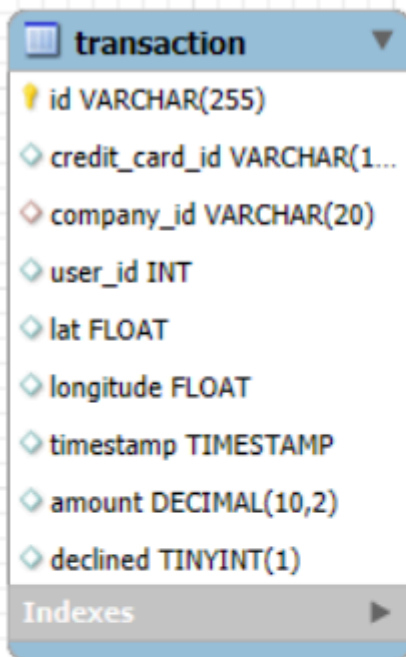 transaction
id VARCHAR(255)
credit_card_id VARCHAR(1...
company_id VARCHAR(20)
user_id INT
lat FLOAT
longitude FLOAT
timestamp TIMESTAMP
amount DECIMAL(10,2)
declined TINYINT(1)
Indexes